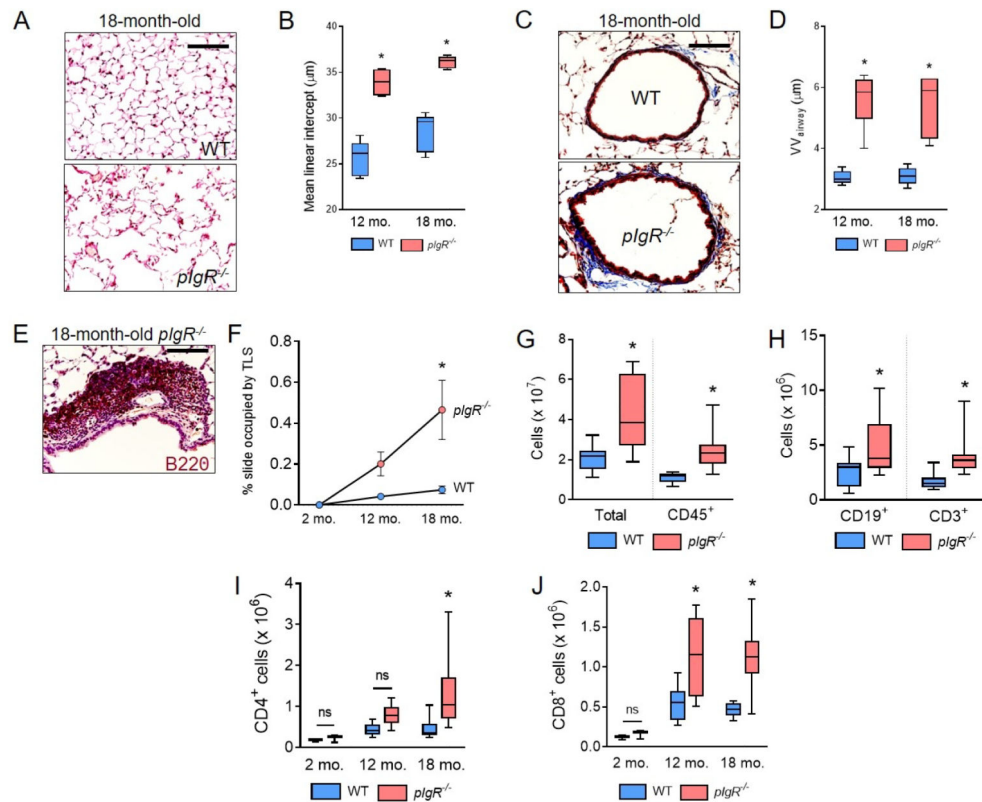 A
18-month-old
WT
pIgR-/-
B
Mean linear intercept (μm)
40
35
30
25
20
*
*
12 mo.
18 mo.
WT
pIgR-/-
C
18-month-old
WT
pIgR-/-
D
VV airway (μm)
8
6
4
2
*
*
12 mo.
18 mo.
WT
pIgR-/-
E
18-month-old pIgR-/-
B220
F
% slide occupied by TLS
0.8
0.6
0.4
0.2
0.0
*
pIgR-/-
WT
2 mo.
12 mo.
18 mo.
G
Cells (x 10⁷)
8
6
4
2
0
*
*
Total
CD45⁺
WT
pIgR-/-
H
Cells (x 10⁶)
15
10
5
0
*
*
CD19⁺
CD3⁺
WT
pIgR-/-
I
CD4⁺ cells (x 10⁶)
4
3
2
1
0
ns
ns
*
2 mo.
12 mo.
18 mo.
WT
pIgR-/-
J
CD8⁺ cells (x 10⁶)
2.0
1.5
1.0
0.5
0.0
ns
*
*
2 mo.
12 mo.
18 mo.
WT
pIgR-/-